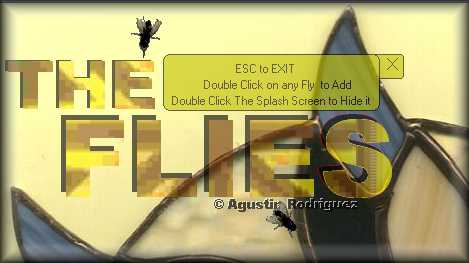 THE
FLIES
ESC to EXIT
Double Click on any Fly to Add
Double Click The Splash Screen to Hide it
© Agustin Rodriguez